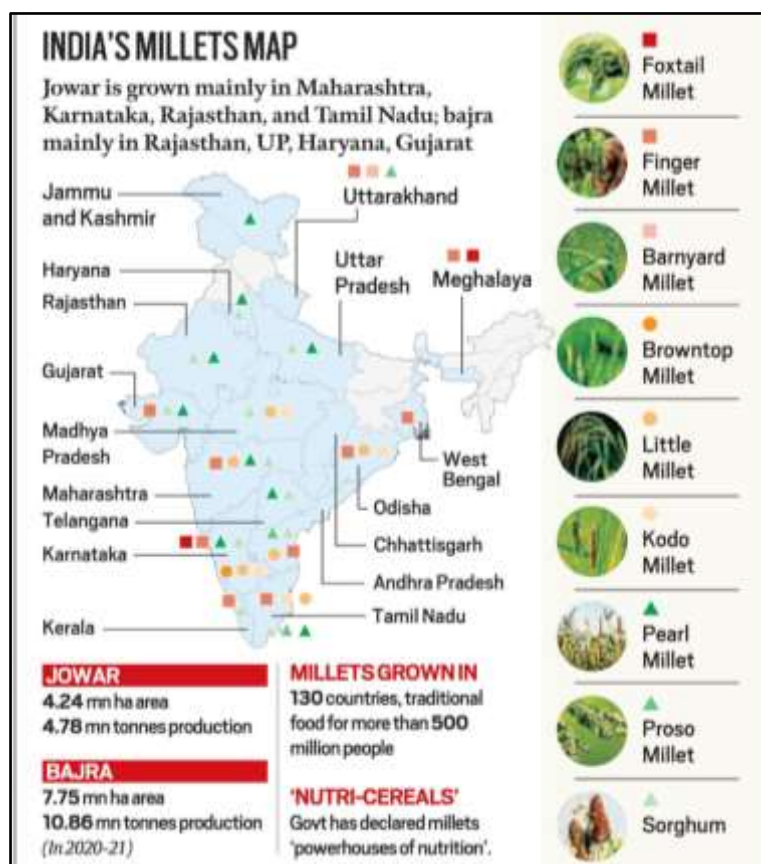 INDIA'S MILLETS MAP
Jowar is grown mainly in Maharashtra,
Karnataka, Rajasthan, and Tamil Nadu; bajra
mainly in Rajasthan, UP, Haryana, Gujarat
Jammu
and Kashmir
Haryana
Rajasthan
Gujarat
Madhya
Pradesh
Maharashtra
Telangana
Karnataka
Kerala
Uttarakhand
Uttar
Pradesh
Meghalaya
West
Bengal
Odisha
Chhattisgarh
Andhra Pradesh
Tamil Nadu
JOWAR
4.24 mn ha area
4.78 mn tonnes production
BAJRA
7.75 mn ha area
10.86 mn tonnes production
(In 2020-21)
MILLETS GROWN IN
130 countries, traditional
food for more than 500
million people
'NUTRI-CEREALS'
Govt has declared millets
'powerhouses of nutrition'.
Foxtail
Millet
Finger
Millet
Barnyard
Millet
Browntop
Millet
Little
Millet
Kodo
Millet
Pearl
Millet
Proso
Millet
Sorghum